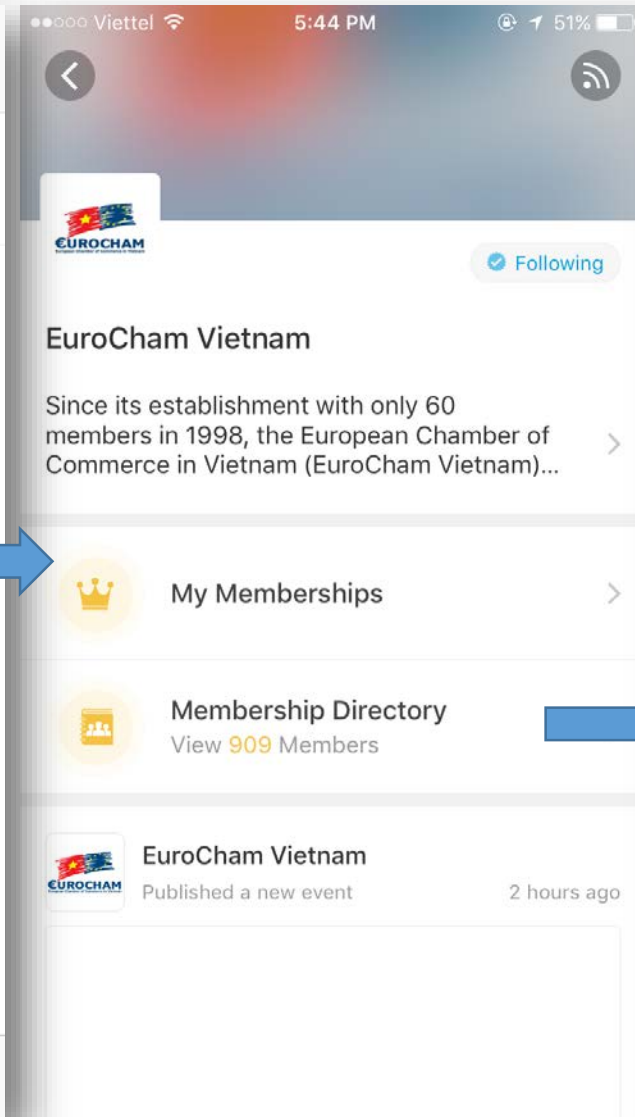 Viettel 5:44 PM 51%
€UROCHAM
Following
EuroCham Vietnam
Since its establishment with only 60
members in 1998, the European Chamber of
Commerce in Vietnam (EuroCham Vietnam)...
My Memberships
Membership Directory
View 909 Members
€UROCHAM
EuroCham Vietnam
Published a new event 2 hours ago